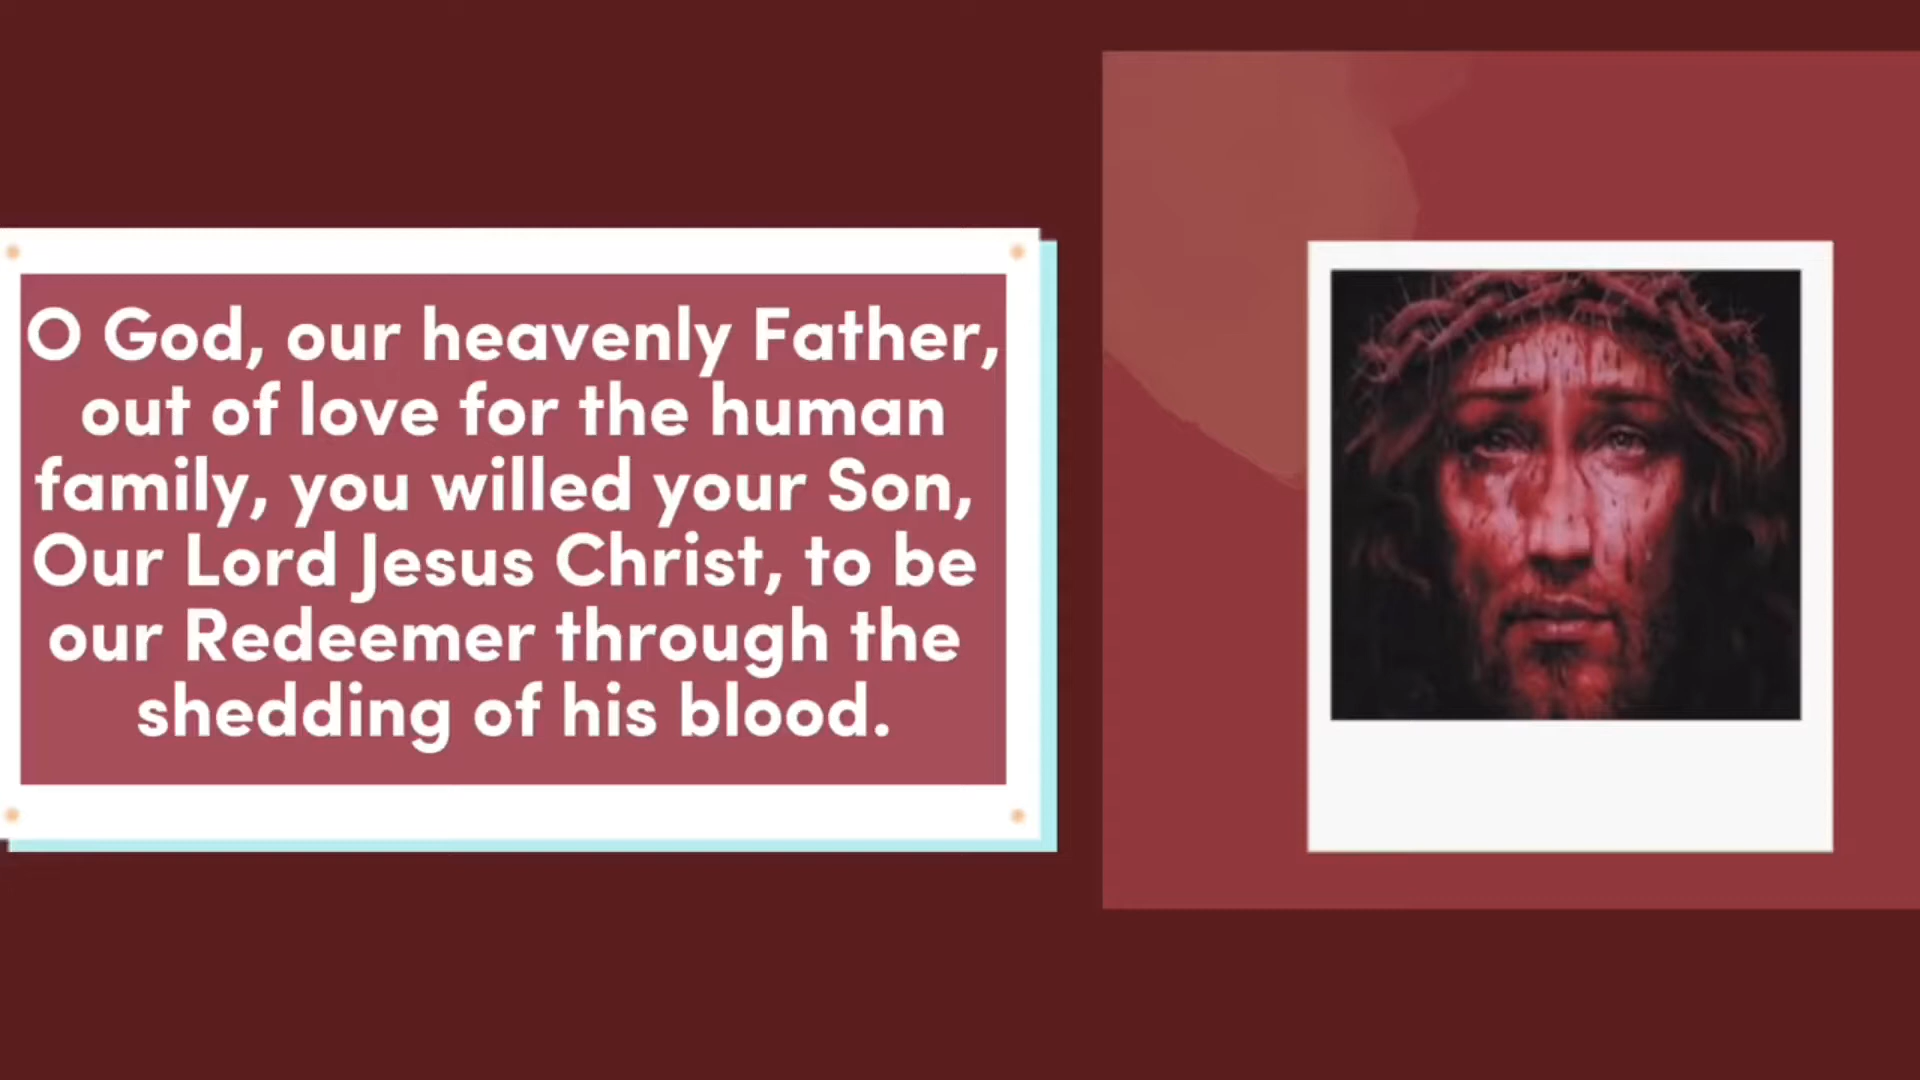 O God, our heavenly Father,
out of love for the human
family, you willed your Son,
Our Lord Jesus Christ, to be
our Redeemer through the
shedding of his blood.